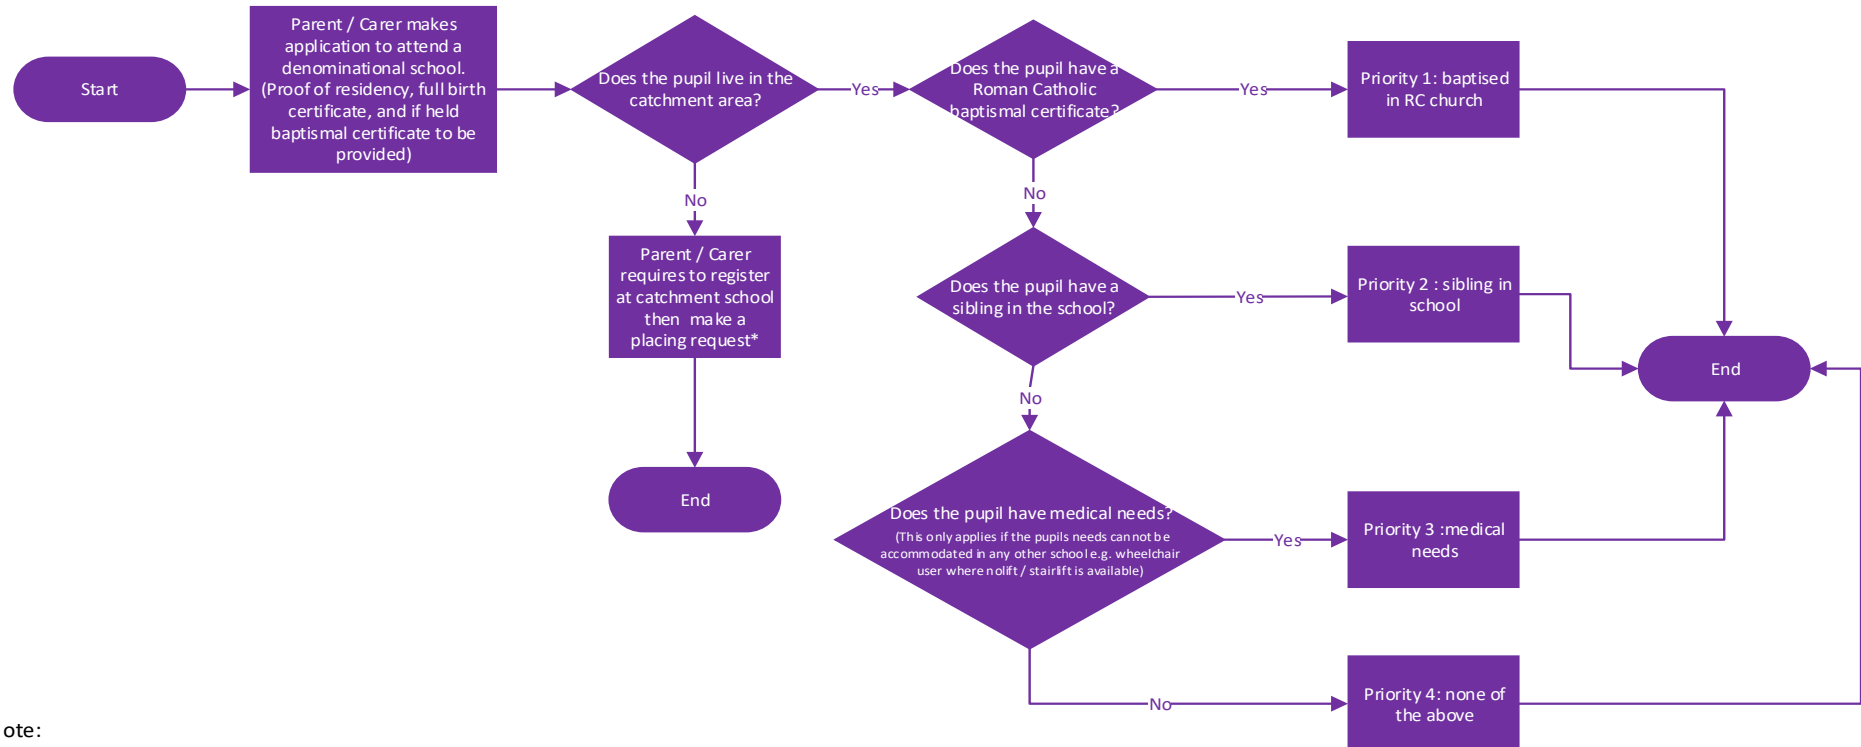 Start
Parent / Carer makes
application to attend a
denominational school.
(Proof of residency, full birth
certificate, and if held
baptismal certificate to be
provided)
Does the pupil live in the
catchment area?
Yes
Does the pupil have a
Roman Catholic
baptismal certificate?
Yes
Priority 1: baptised
in RC church
No
Parent / Carer
requires to register
at catchment school
then make a
placing request*
End
No
Does the pupil have a
sibling in the school?
Yes
Priority 2 : sibling in
school
End
No
Does the pupil have medical needs?
(This only applies if the pupils needs cannot be
accommodated in any other school e.g. wheelchair
user where no lift / stairlift is available)
Yes
Priority 3 :medical
needs
No
Priority 4: none of
the above
ote: